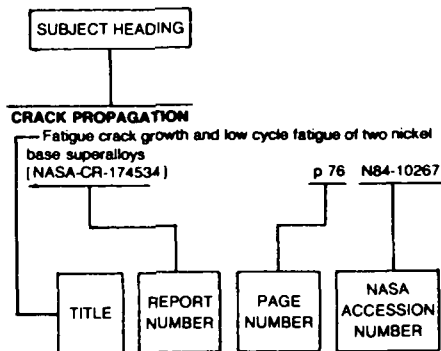 SUBJECT HEADING
CRACK PROPAGATION
Fatigue crack growth and low cycle fatigue of two nickel
base superalloys
[NASA-CR-174534] p 76 N84-10267
TITLE
REPORT
NUMBER
PAGE
NUMBER
NASA
ACCESSION
NUMBER